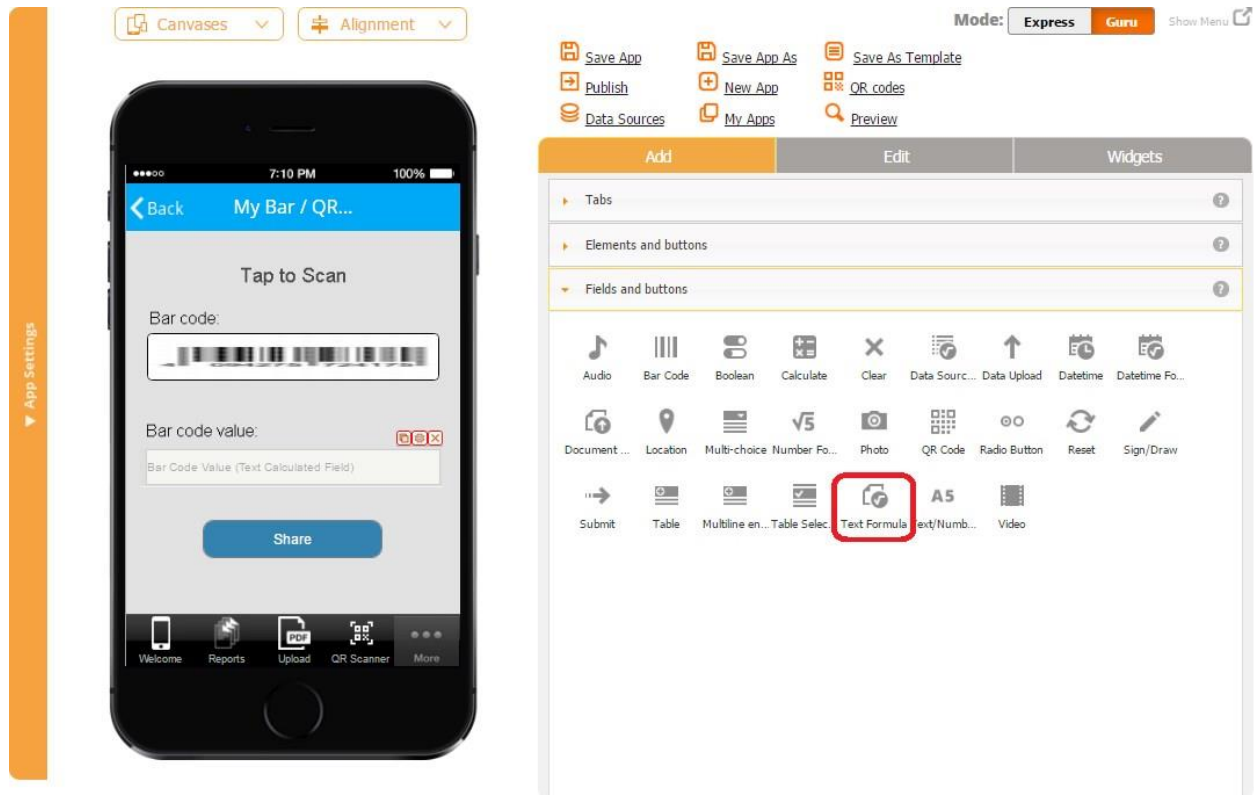 Canvases
Alignment
Mode: Express Guru Show Menu
Save App Save App As Save As Template
Publish New App QR codes
Data Sources My Apps Preview
Add Edit Widgets
Tabs ?
Elements and buttons ?
Fields and buttons ?
Audio Bar Code Boolean Calculate Clear Data Sourc... Data Upload Datetime Datetime Fo...
Document ... Location Multi-choice √5 Number Fo... Photo QR Code Radio Button Reset Sign/Draw
Submit Table Multiline en... Table Selec... Text Formula A5 Text/Numb... Video
▼ App Settings
7:10 PM 100%
Back My Bar / QR...
Tap to Scan
Bar code:
Bar code value:
Bar Code Value (Text Calculated Field)
Share
PDF
Welcome Reports Upload QR Scanner More